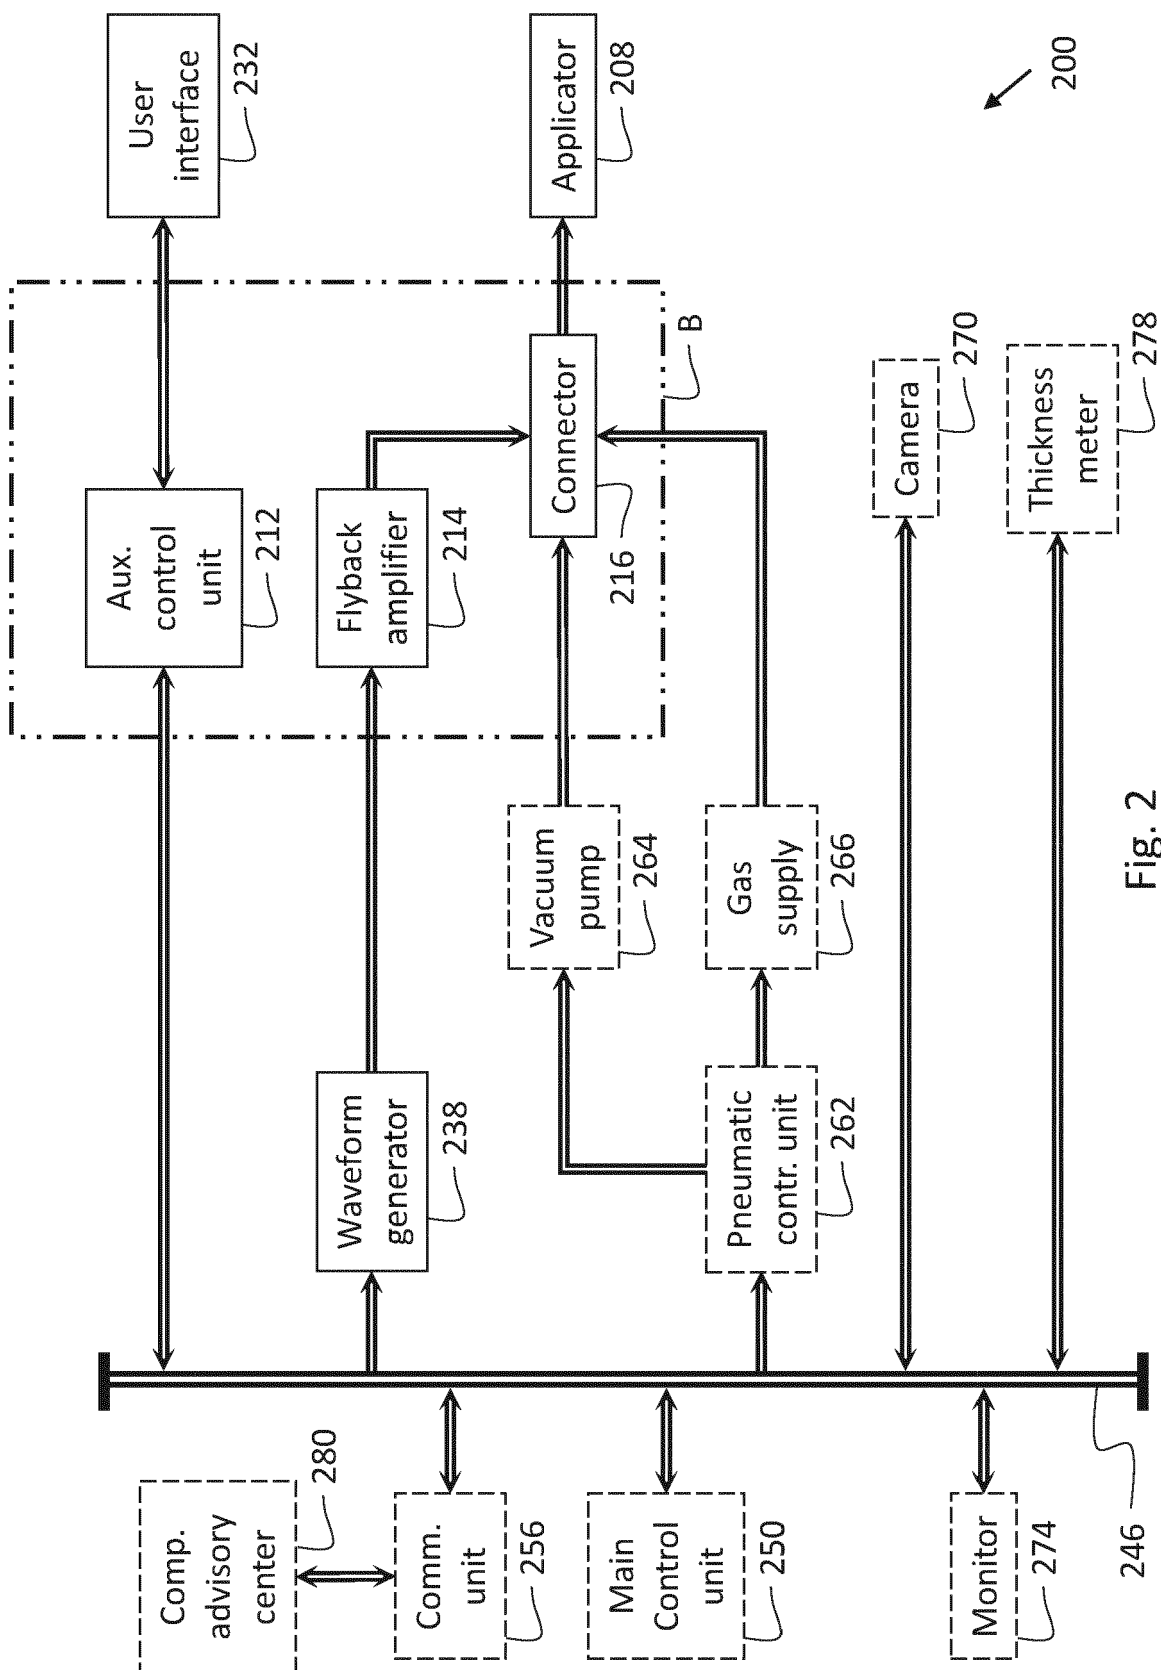 Comp.
advisory
center
280
Comm.
unit
256
Main
Control
unit
250
Monitor
274
246
Aux.
control
unit
212
User
interface
232
Waveform
generator
238
Flyback
amplifier
214
Vacuum
pump
264
Connector
216
Applicator
208
B
Pneumatic
contr. unit
262
Gas
supply
266
Camera
270
Thickness
meter
278
200
Fig. 2